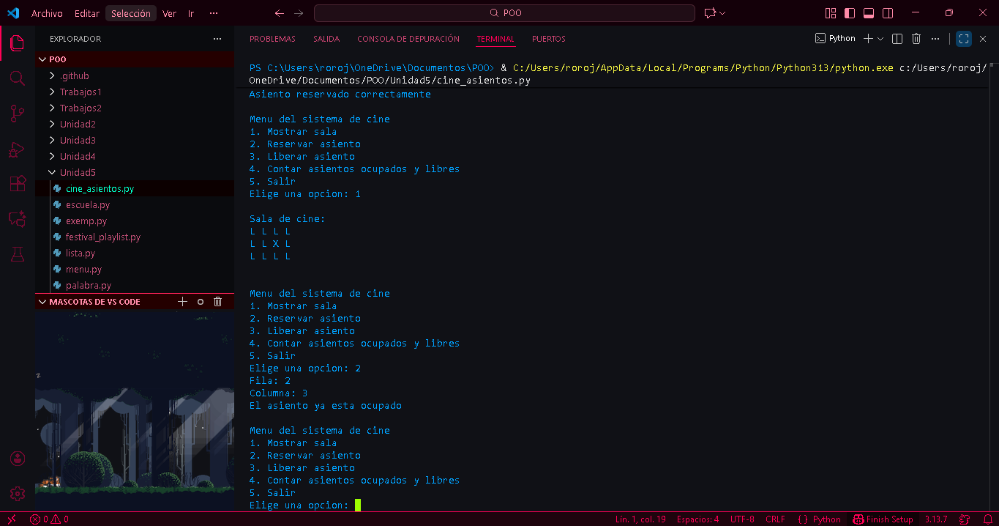 Archivo Editar Selección Ver Ir ··· ← → POO
EXPLORADOR ···
POO
.github
Trabajos1
Trabajos2
Unidad2
Unidad3
Unidad4
Unidad5
cine_asientos.py
escuela.py
exemp.py
festival_playlist.py
lista.py
menu.py
palabra.py
MASCOTAS DE VS CODE
PROBLEMAS SALIDA CONSOLA DE DEPURACIÓN TERMINAL PUERTOS Python ···
PS C:\Users\roroj\OneDrive\Documentos\POO> & C:/Users/roroj/AppData/Local/Programs/Python/Python313/python.exe c:/Users/roroj/
OneDrive/Documentos/POO/Unidad5/cine_asientos.py
Asiento reservado correctamente
Menu del sistema de cine
1. Mostrar sala
2. Reservar asiento
3. Liberar asiento
4. Contar asientos ocupados y libres
5. Salir
Elige una opcion: 1
Sala de cine:
L L L L
L L X L
L L L L
Menu del sistema de cine
1. Mostrar sala
2. Reservar asiento
3. Liberar asiento
4. Contar asientos ocupados y libres
5. Salir
Elige una opcion: 2
Fila: 2
Columna: 3
El asiento ya esta ocupado
Menu del sistema de cine
1. Mostrar sala
2. Reservar asiento
3. Liberar asiento
4. Contar asientos ocupados y libres
5. Salir
Elige una opcion:
0 0 Lín. 1, col. 19 Espacios: 4 UTF-8 CRLF { } Python Finish Setup 3.13.7